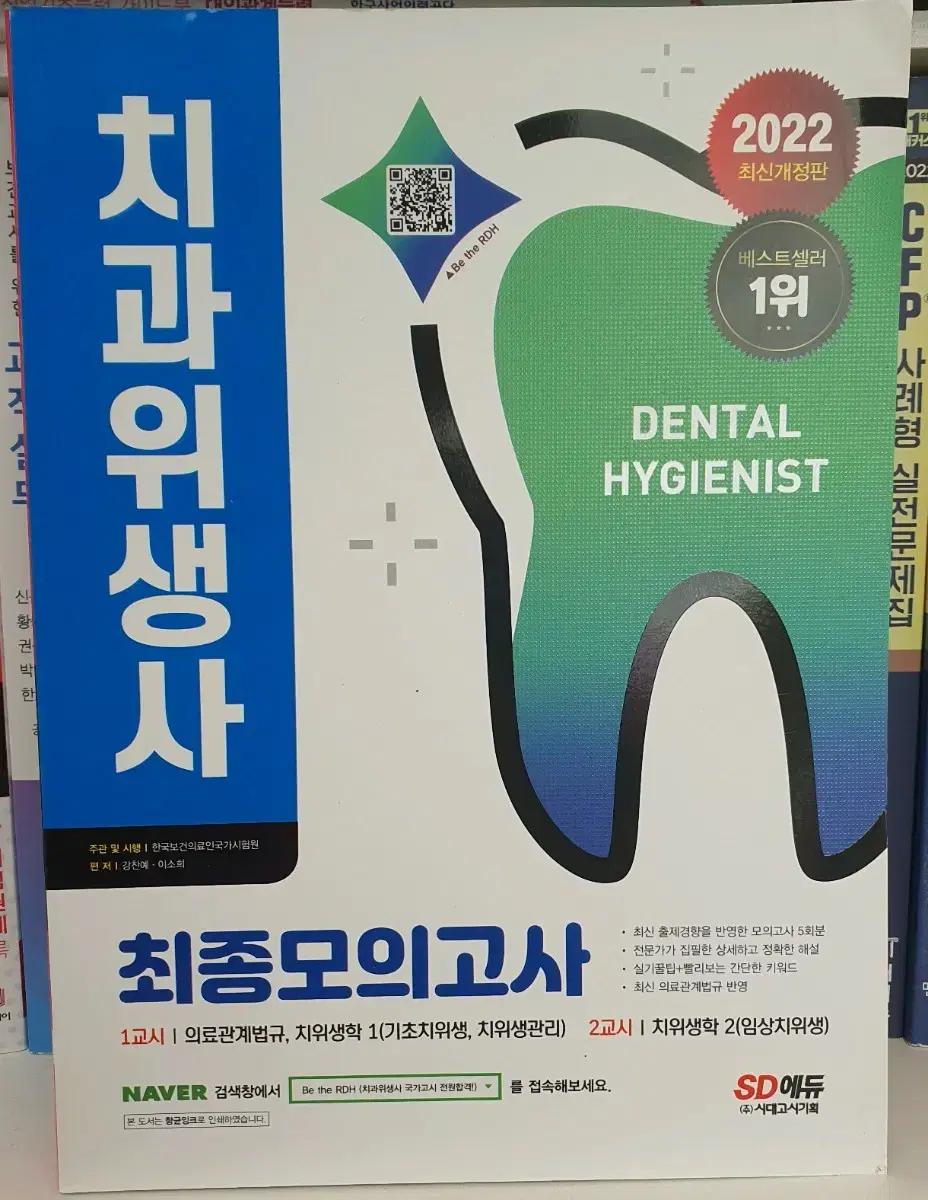 치과위생사
2022
최신개정판
베스트셀러
1위
▲Be the RDH
DENTAL
HYGIENIST
주관 및 시행 | 한국보건의료인국가시험원
편 저 | 강찬예 · 이소희
최종모의고사
· 최신 출제경향을 반영한 모의고사 5회분
· 전문가가 집필한 상세하고 정확한 해설
· 실기꿀팁+빨리보는 간단한 키워드
· 최신 의료관계법규 반영
1교시 | 의료관계법규, 치위생학 1(기초치위생, 치위생관리) 2교시 | 치위생학 2(임상치위생)
NAVER 검색창에서 Be the RDH (치과위생사 국가고시 전원합격!) 를 접속해보세요.
본 도서는 항균잉크로 인쇄하였습니다.
SD에듀
(주)시대고시기획
CFP
사례형 실전문제집